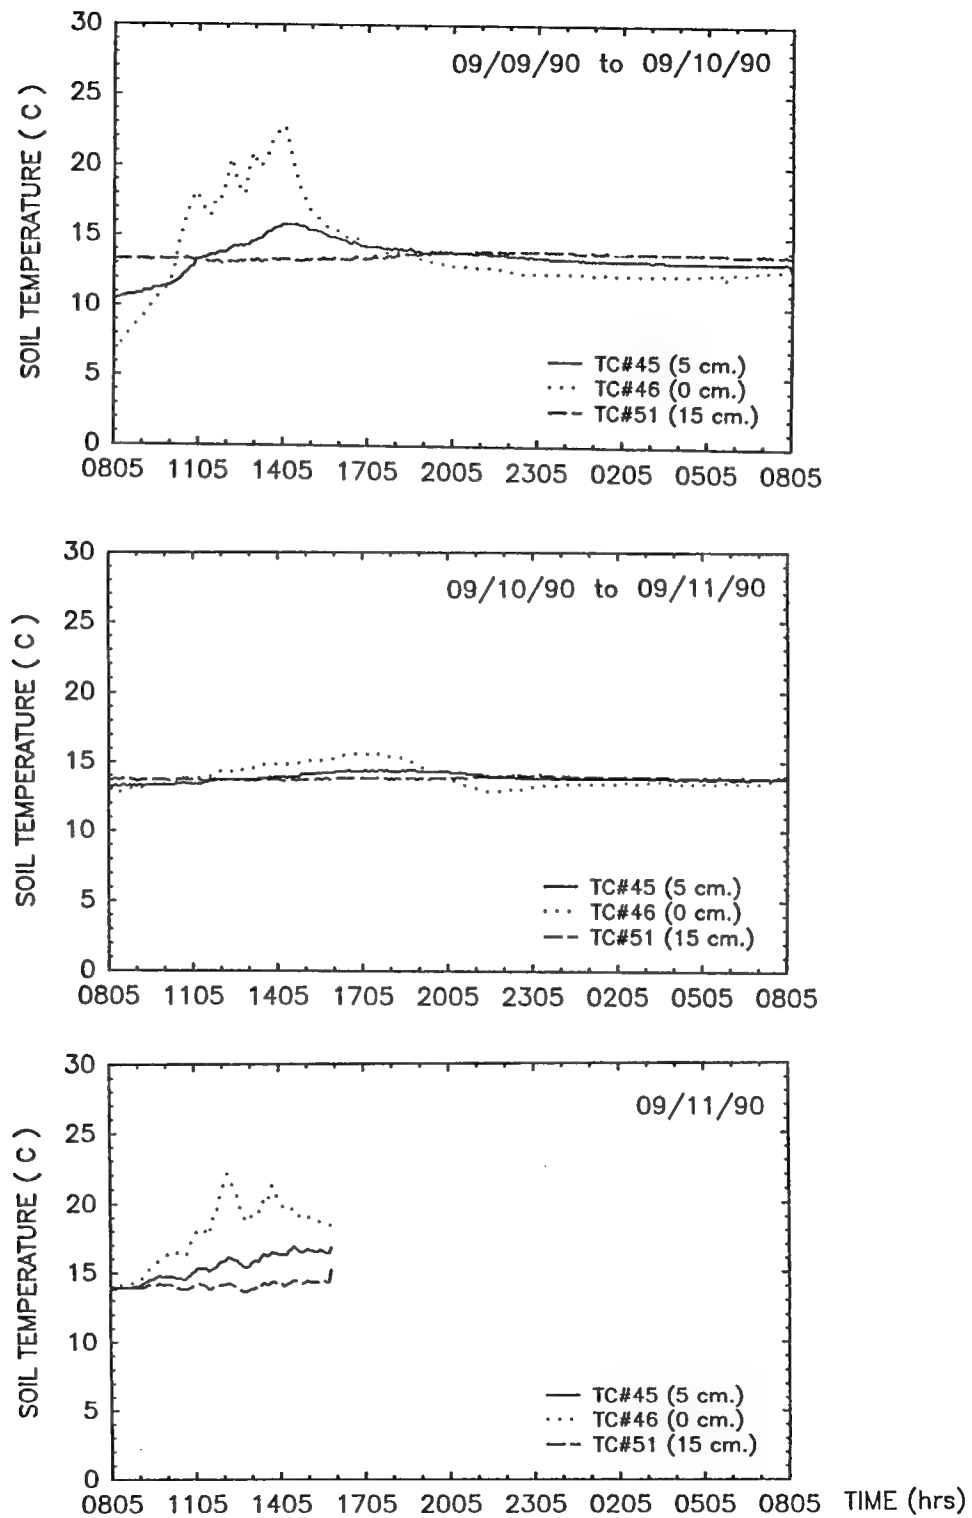 30
25
20
15
10
5
0
SOIL TEMPERATURE ( C )
09/09/90 to 09/10/90
TC#45 (5 cm.)
TC#46 (0 cm.)
TC#51 (15 cm.)
0805 1105 1405 1705 2005 2305 0205 0505 0805
30
25
20
15
10
5
0
SOIL TEMPERATURE ( C )
09/10/90 to 09/11/90
TC#45 (5 cm.)
TC#46 (0 cm.)
TC#51 (15 cm.)
0805 1105 1405 1705 2005 2305 0205 0505 0805
30
25
20
15
10
5
0
SOIL TEMPERATURE ( C )
09/11/90
TC#45 (5 cm.)
TC#46 (0 cm.)
TC#51 (15 cm.)
0805 1105 1405 1705 2005 2305 0205 0505 0805 TIME (hrs)